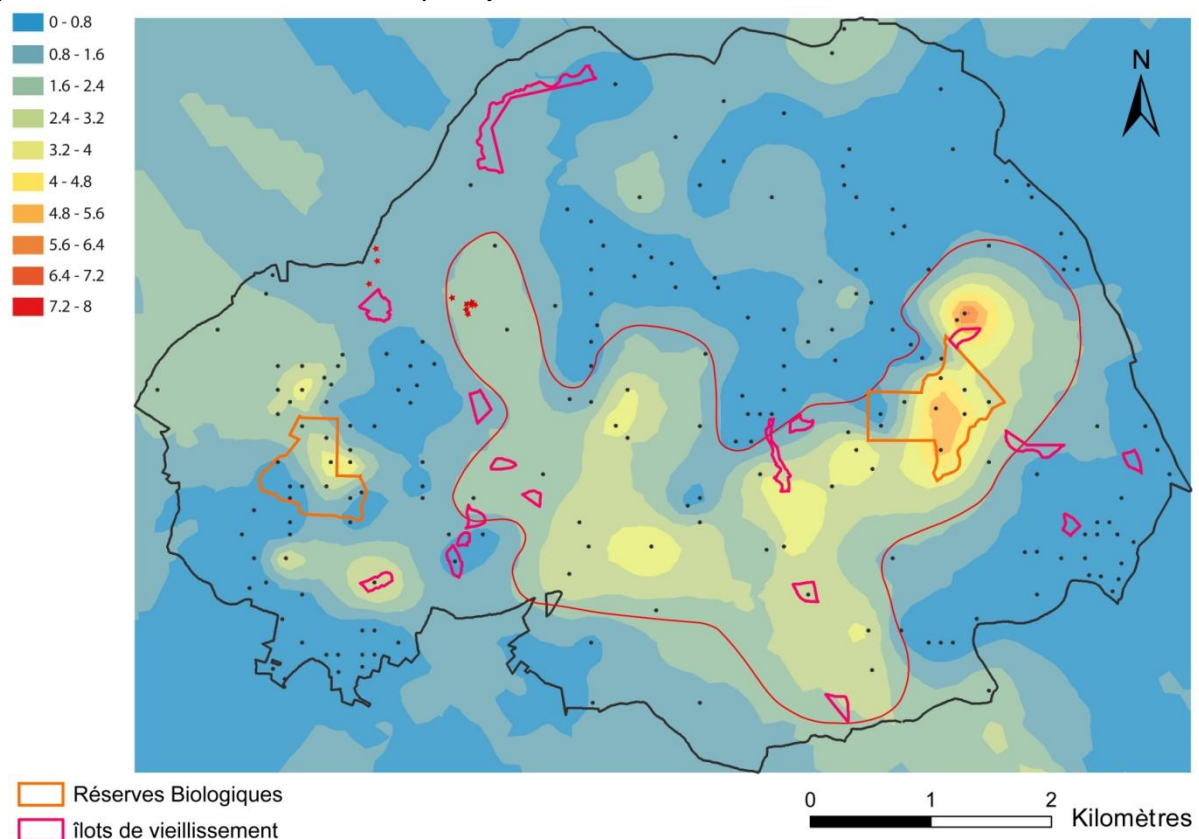 0 - 0.8
0.8 - 1.6
1.6 - 2.4
2.4 - 3.2
3.2 - 4
4 - 4.8
4.8 - 5.6
5.6 - 6.4
6.4 - 7.2
7.2 - 8
N
Réserves Biologiques
îlots de vieillissement
0 1 2
Kilomètres